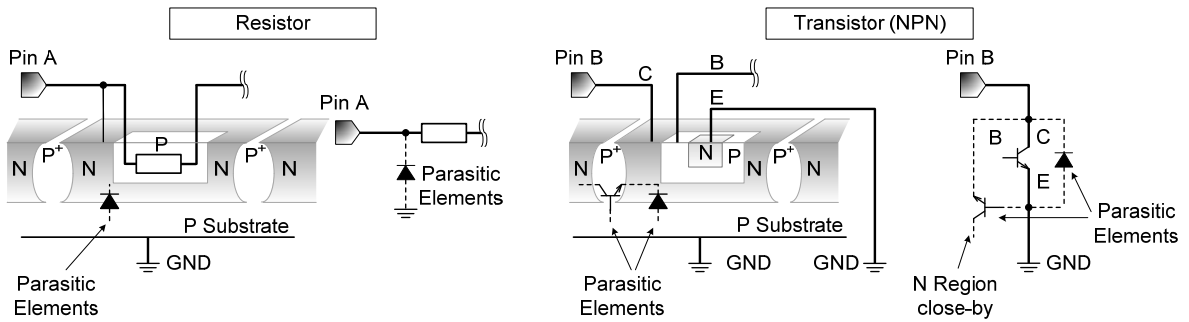 Resistor
Transistor (NPN)
Pin A
Pin B
Pin B
C
B
E
Pin A
N
P+
N
P
P+
N
N
P+
N
P
P+
N
N
B
C
E
Parasitic
Elements
P Substrate
P Substrate
Parasitic
Elements
GND
GND
GND
GND
Parasitic
Elements
Parasitic
Elements
N Region
close-by